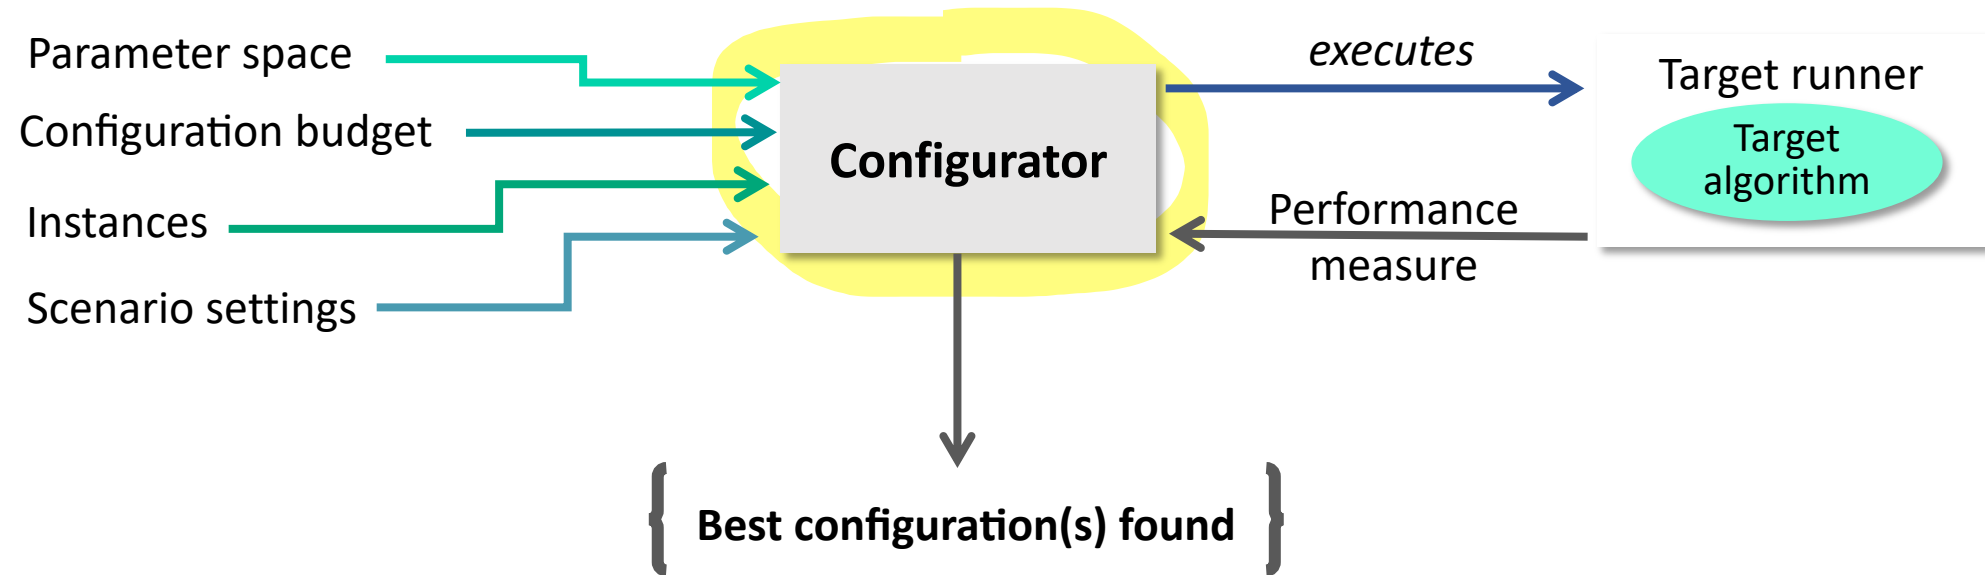 Parameter space
Configuration budget
Instances
Scenario settings
Configurator
executes
Performance
measure
Target runner
Target
algorithm
Best configuration(s) found